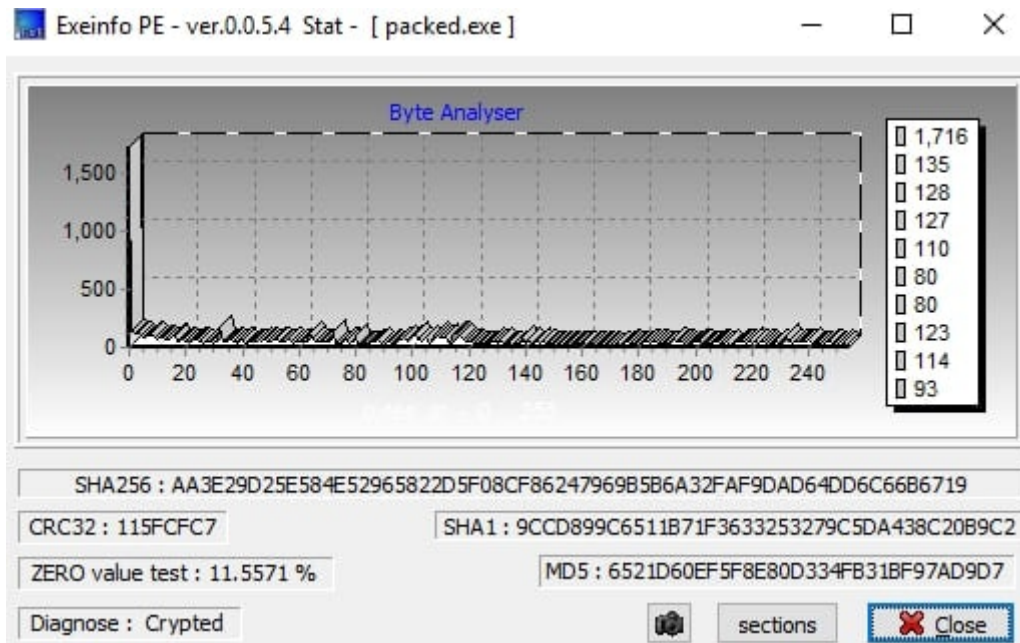 Exeinfo PE - ver.0.0.5.4 Stat - [ packed.exe ]
Byte Analyser
1,500
1,000
500
0
0 20 40 60 80 100 120 140 160 180 200 220 240
1,716
135
128
127
110
80
80
123
114
93
SHA256 : AA3E29D25E584E52965822D5F08CF86247969B5B6A32FAF9DAD64DD6C66B6719
CRC32 : 115FCFC7
SHA1 : 9CCD899C6511B71F3633253279C5DA438C20B9C2
ZERO value test : 11.5571 %
MD5 : 6521D60EF5F8E80D334FB31BF97AD9D7
Diagnose : Crypted
sections
Close